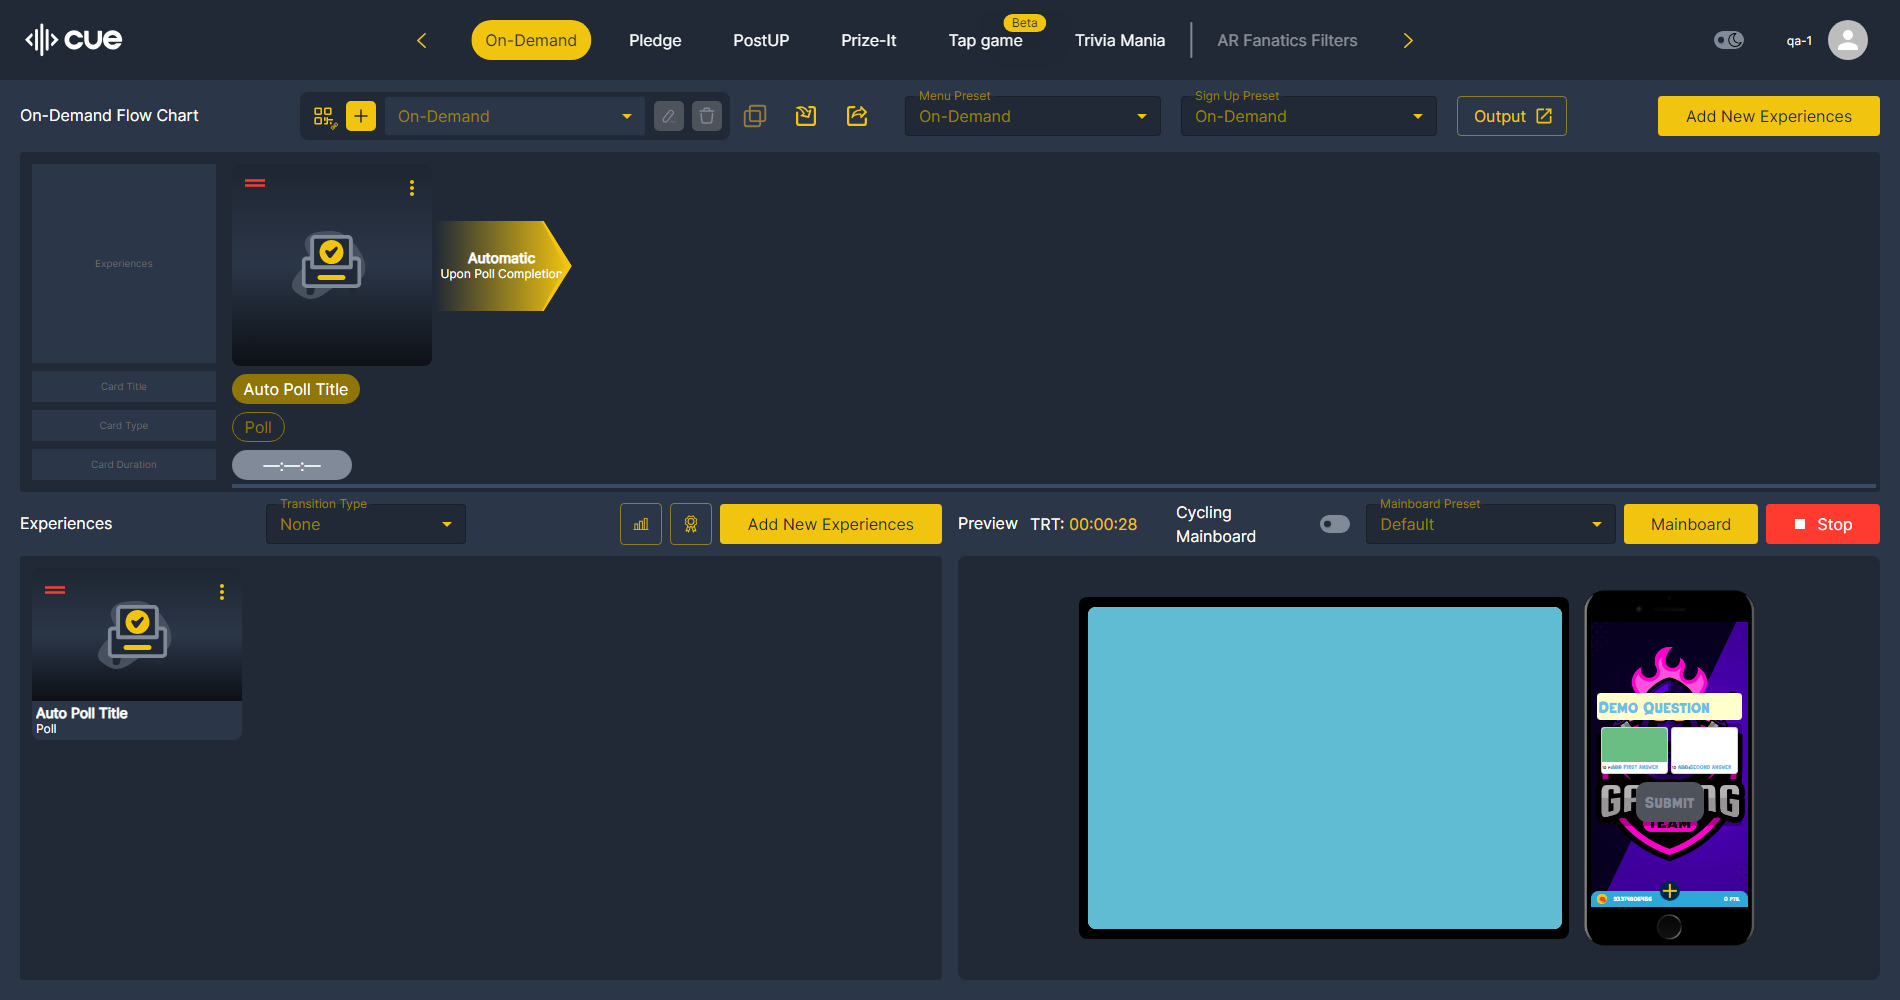 cue
On-Demand
Pledge
PostUP
Prize-It
Tap game
Beta
Trivia Mania
AR Fanatics Filters
qa-1
On-Demand Flow Chart
On-Demand
Menu Preset
On-Demand
Sign Up Preset
On-Demand
Output
Add New Experiences
Experiences
Automatic
Upon Poll Completion
Card Title
Auto Poll Title
Card Type
Poll
Card Duration
—:—:—
Experiences
Transition Type
None
Add New Experiences
Preview
TRT: 00:00:28
Cycling
Mainboard
Mainboard Preset
Default
Mainboard
Stop
Auto Poll Title
Poll
Demo Question
Submit
TEAM
0 PTS.